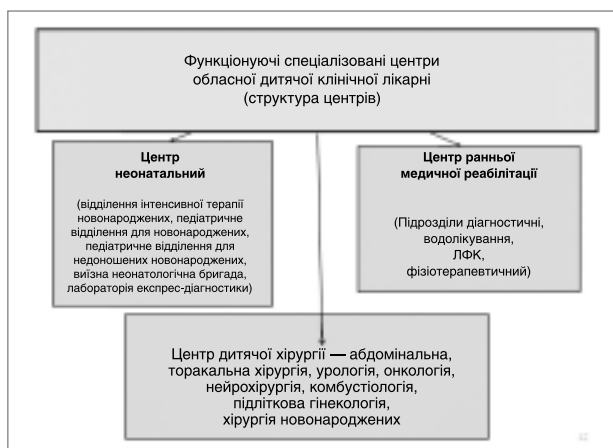 Функціонуючі спеціалізовані центри
обласної дитячої клінічної лікарні
(структура центрів)
Центр
неонатальний
(відділення інтенсивної терапії
новонароджених, педіатричне
відділення для новонароджених,
педіатричне відділення для
недоношених новонароджених,
виїзна неонатологічна бригада,
лабораторія експрес-діагностики)
Центр ранньої
медичної реабілітації
(Підрозділи діагностичні,
водолікування,
ЛФК,
фізіотерапевтичний)
Центр дитячої хірургії — абдомінальна,
торакальна хірургія, урологія, онкологія,
нейрохірургія, комбустіологія,
підліткова гінекологія,
хірургія новонароджених